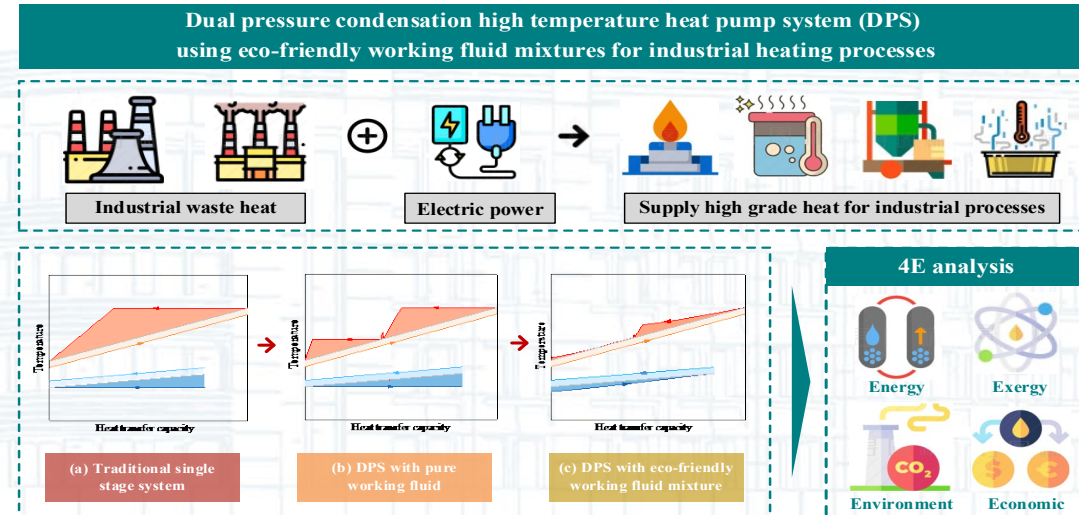 Dual pressure condensation high temperature heat pump system (DPS)
using eco-friendly working fluid mixtures for industrial heating processes
Industrial waste heat
Electric power
Supply high grade heat for industrial processes
Temperature
Heat transfer capacity
(a) Traditional single
stage system
Temperature
Heat transfer capacity
(b) DPS with pure
working fluid
Temperature
Heat transfer capacity
(c) DPS with eco-friendly
working fluid mixture
4E analysis
Energy
Exergy
CO2
$
€
Environment
Economic